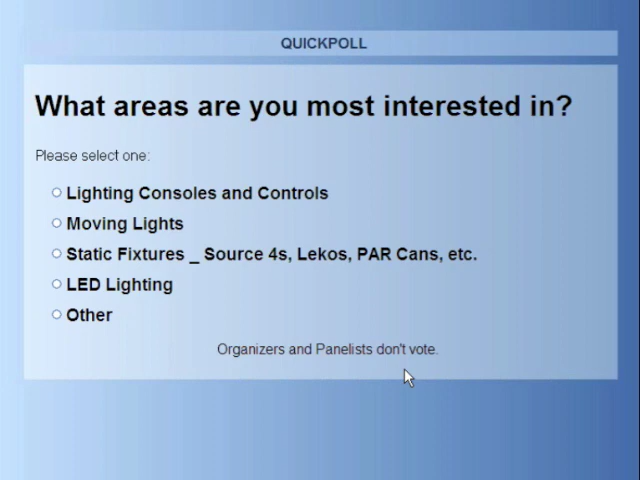 QUICKPOLL
What areas are you most interested in?
Please select one:
Lighting Consoles and Controls
Moving Lights
Static Fixtures _ Source 4s, Lekos, PAR Cans, etc.
LED Lighting
Other
Organizers and Panelists don't vote.